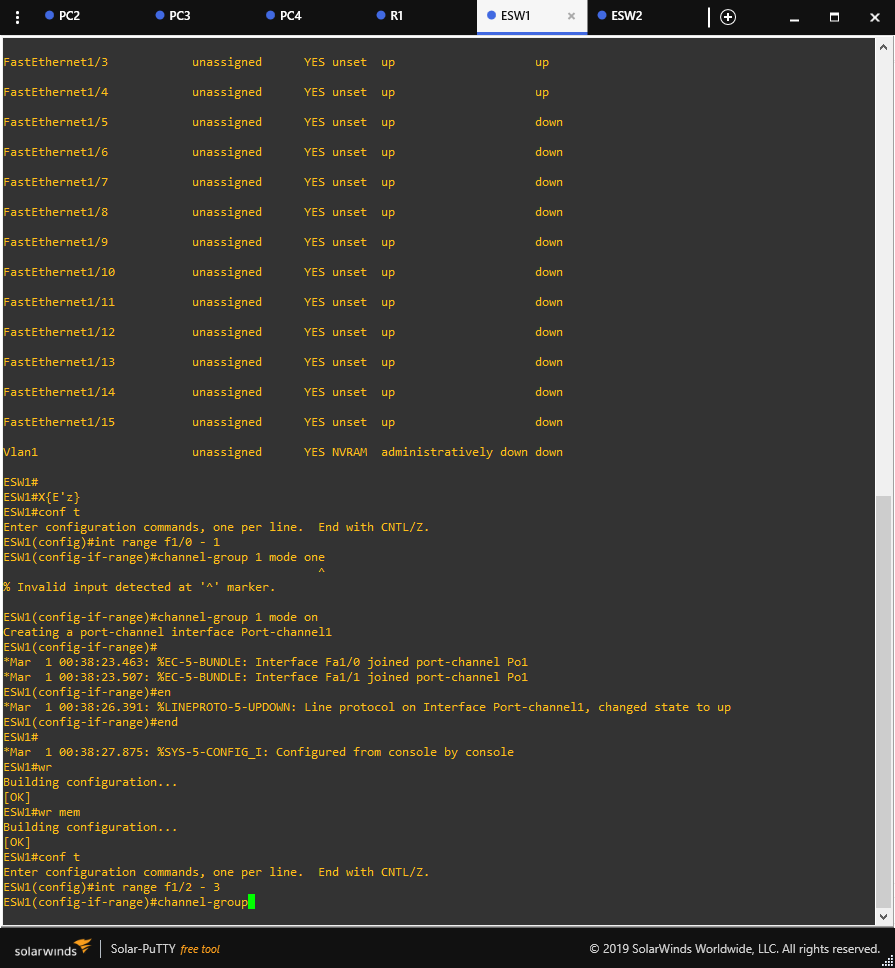 PC2 PC3 PC4 R1 ESW1 ESW2
FastEthernet1/3 unassigned YES unset up up
FastEthernet1/4 unassigned YES unset up up
FastEthernet1/5 unassigned YES unset up down
FastEthernet1/6 unassigned YES unset up down
FastEthernet1/7 unassigned YES unset up down
FastEthernet1/8 unassigned YES unset up down
FastEthernet1/9 unassigned YES unset up down
FastEthernet1/10 unassigned YES unset up down
FastEthernet1/11 unassigned YES unset up down
FastEthernet1/12 unassigned YES unset up down
FastEthernet1/13 unassigned YES unset up down
FastEthernet1/14 unassigned YES unset up down
FastEthernet1/15 unassigned YES unset up down
Vlan1 unassigned YES NVRAM administratively down down
ESW1#
ESW1#X{E'z}
ESW1#conf t
Enter configuration commands, one per line.  End with CNTL/Z.
ESW1(config)#int range f1/0 - 1
ESW1(config-if-range)#channel-group 1 mode one
^
% Invalid input detected at '^' marker.
ESW1(config-if-range)#channel-group 1 mode on
Creating a port-channel interface Port-channel1
ESW1(config-if-range)#
*Mar  1 00:38:23.463: %EC-5-BUNDLE: Interface Fa1/0 joined port-channel Po1
*Mar  1 00:38:23.507: %EC-5-BUNDLE: Interface Fa1/1 joined port-channel Po1
ESW1(config-if-range)#en
*Mar  1 00:38:26.391: %LINEPROTO-5-UPDOWN: Line protocol on Interface Port-channel1, changed state to up
ESW1(config-if-range)#end
ESW1#
*Mar  1 00:38:27.875: %SYS-5-CONFIG_I: Configured from console by console
ESW1#wr
Building configuration...
[OK]
ESW1#wr mem
Building configuration...
[OK]
ESW1#conf t
Enter configuration commands, one per line.  End with CNTL/Z.
ESW1(config)#int range f1/2 - 3
ESW1(config-if-range)#channel-group
solarwinds Solar-PuTTY free tool © 2019 SolarWinds Worldwide, LLC. All rights reserved.